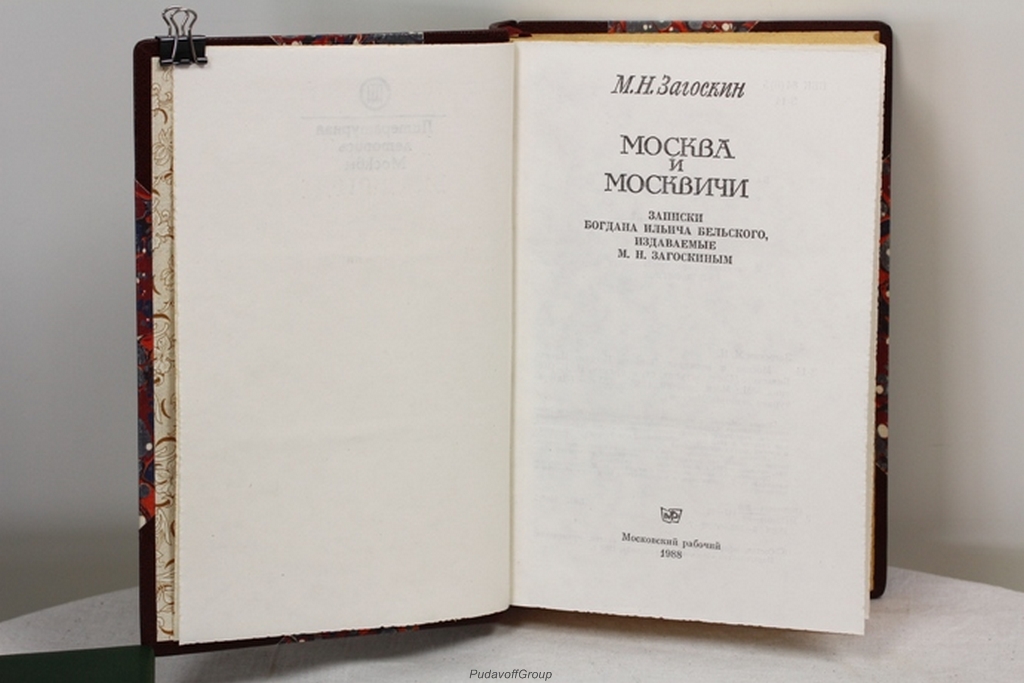 М.Н.Загоскин
МОСКВА
И
МОСКВИЧИ
ЗАПИСКИ
БОГДАНА ИЛЬИЧА БЕЛЬСКОГО,
ИЗДАВАЕМЫЕ
М. Н. ЗАГОСКИНЫМ
Московский рабочий
1988
PudavoffGroup